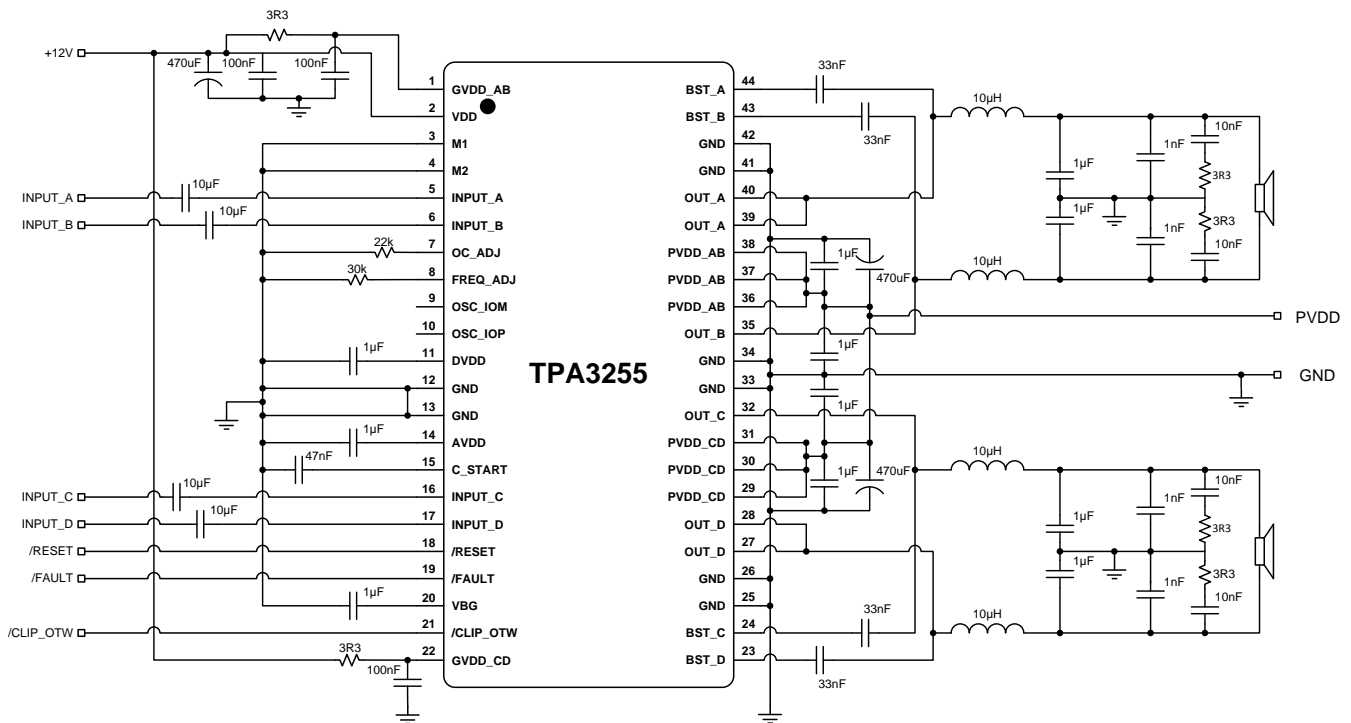 3R3
+12V
470uF
100nF
100nF
1
GVDD_AB
2
VDD
3
M1
4
M2
INPUT_A
10µF
5
INPUT_A
INPUT_B
10µF
6
INPUT_B
22k
7
OC_ADJ
30k
8
FREQ_ADJ
9
OSC_IOM
10
OSC_IOP
1µF
11
DVDD
12
GND
13
GND
1µF
14
AVDD
47nF
15
C_START
INPUT_C
10µF
16
INPUT_C
INPUT_D
10µF
17
INPUT_D
/RESET
18
/RESET
/FAULT
19
/FAULT
1µF
20
VBG
/CLIP_OTW
21
/CLIP_OTW
3R3
100nF
22
GVDD_CD
TPA3255
BST_A
44
33nF
BST_B
43
33nF
GND
42
GND
41
OUT_A
40
OUT_A
39
PVDD_AB
38
PVDD_AB
37
PVDD_AB
36
OUT_B
35
GND
34
GND
33
OUT_C
32
PVDD_CD
31
PVDD_CD
30
PVDD_CD
29
OUT_D
28
OUT_D
27
GND
26
GND
25
BST_C
24
33nF
BST_D
23
33nF
1µF
470uF
1µF
1µF
1µF
470uF
10µH
10µH
1µF
1µF
1nF
1nF
10nF
3R3
3R3
10nF
PVDD
GND
10µH
10µH
1µF
1µF
1nF
1nF
10nF
3R3
3R3
10nF